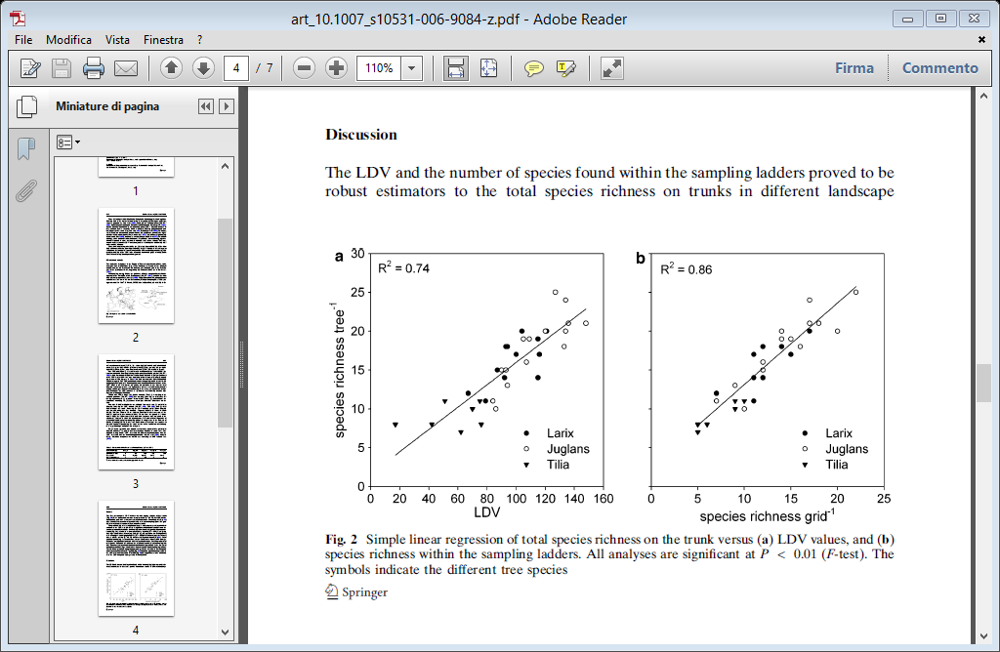 art_10.1007_s10531-006-9084-z.pdf - Adobe Reader
File Modifica Vista Finestra ?
4 / 7 110% Firma Commento
Miniature di pagina
1
2
3
4
Discussion
The LDV and the number of species found within the sampling ladders proved to be
robust estimators to the total species richness on trunks in different landscape
a
R² = 0.74
species richness tree⁻¹
30
25
20
15
10
5
0
Larix
Juglans
Tilia
0 20 40 60 80 100 120 140 160
LDV
b
R² = 0.86
Larix
Juglans
Tilia
0 5 10 15 20 25
species richness grid⁻¹
Fig. 2 Simple linear regression of total species richness on the trunk versus (a) LDV values, and (b)
species richness within the sampling ladders. All analyses are significant at P < 0.01 (F-test). The
symbols indicate the different tree species
Springer